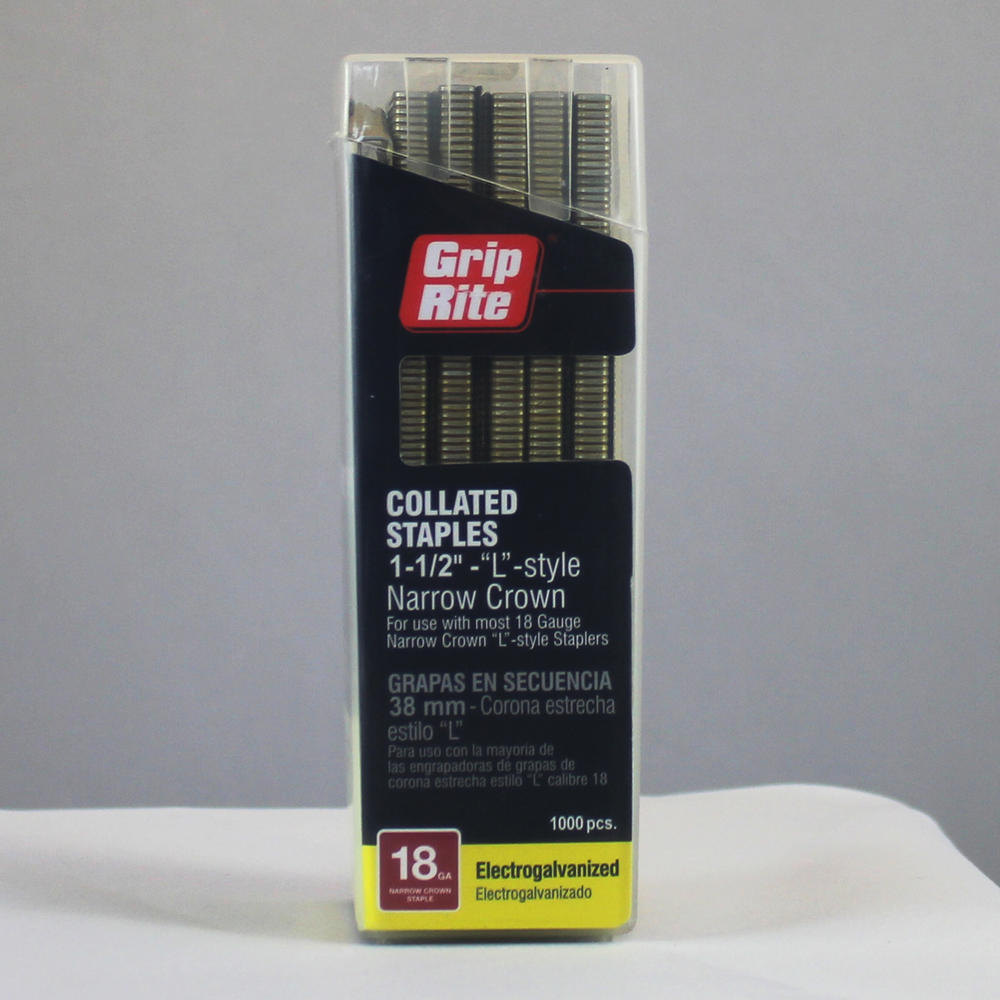 Grip
Rite
COLLATED
STAPLES
1-1/2" -“L”-style
Narrow Crown
For use with most 18 Gauge
Narrow Crown “L”-style Staplers
GRAPAS EN SECUENCIA
38 mm - Corona estrecha
estilo “L”
Para uso con la mayoria de
las engrapadoras de grapas de
corona estrecha estilo “L” calibre 18
1000 pcs.
18 GA
NARROW CROWN
STAPLE
Electrogalvanized
Electrogalvanizado